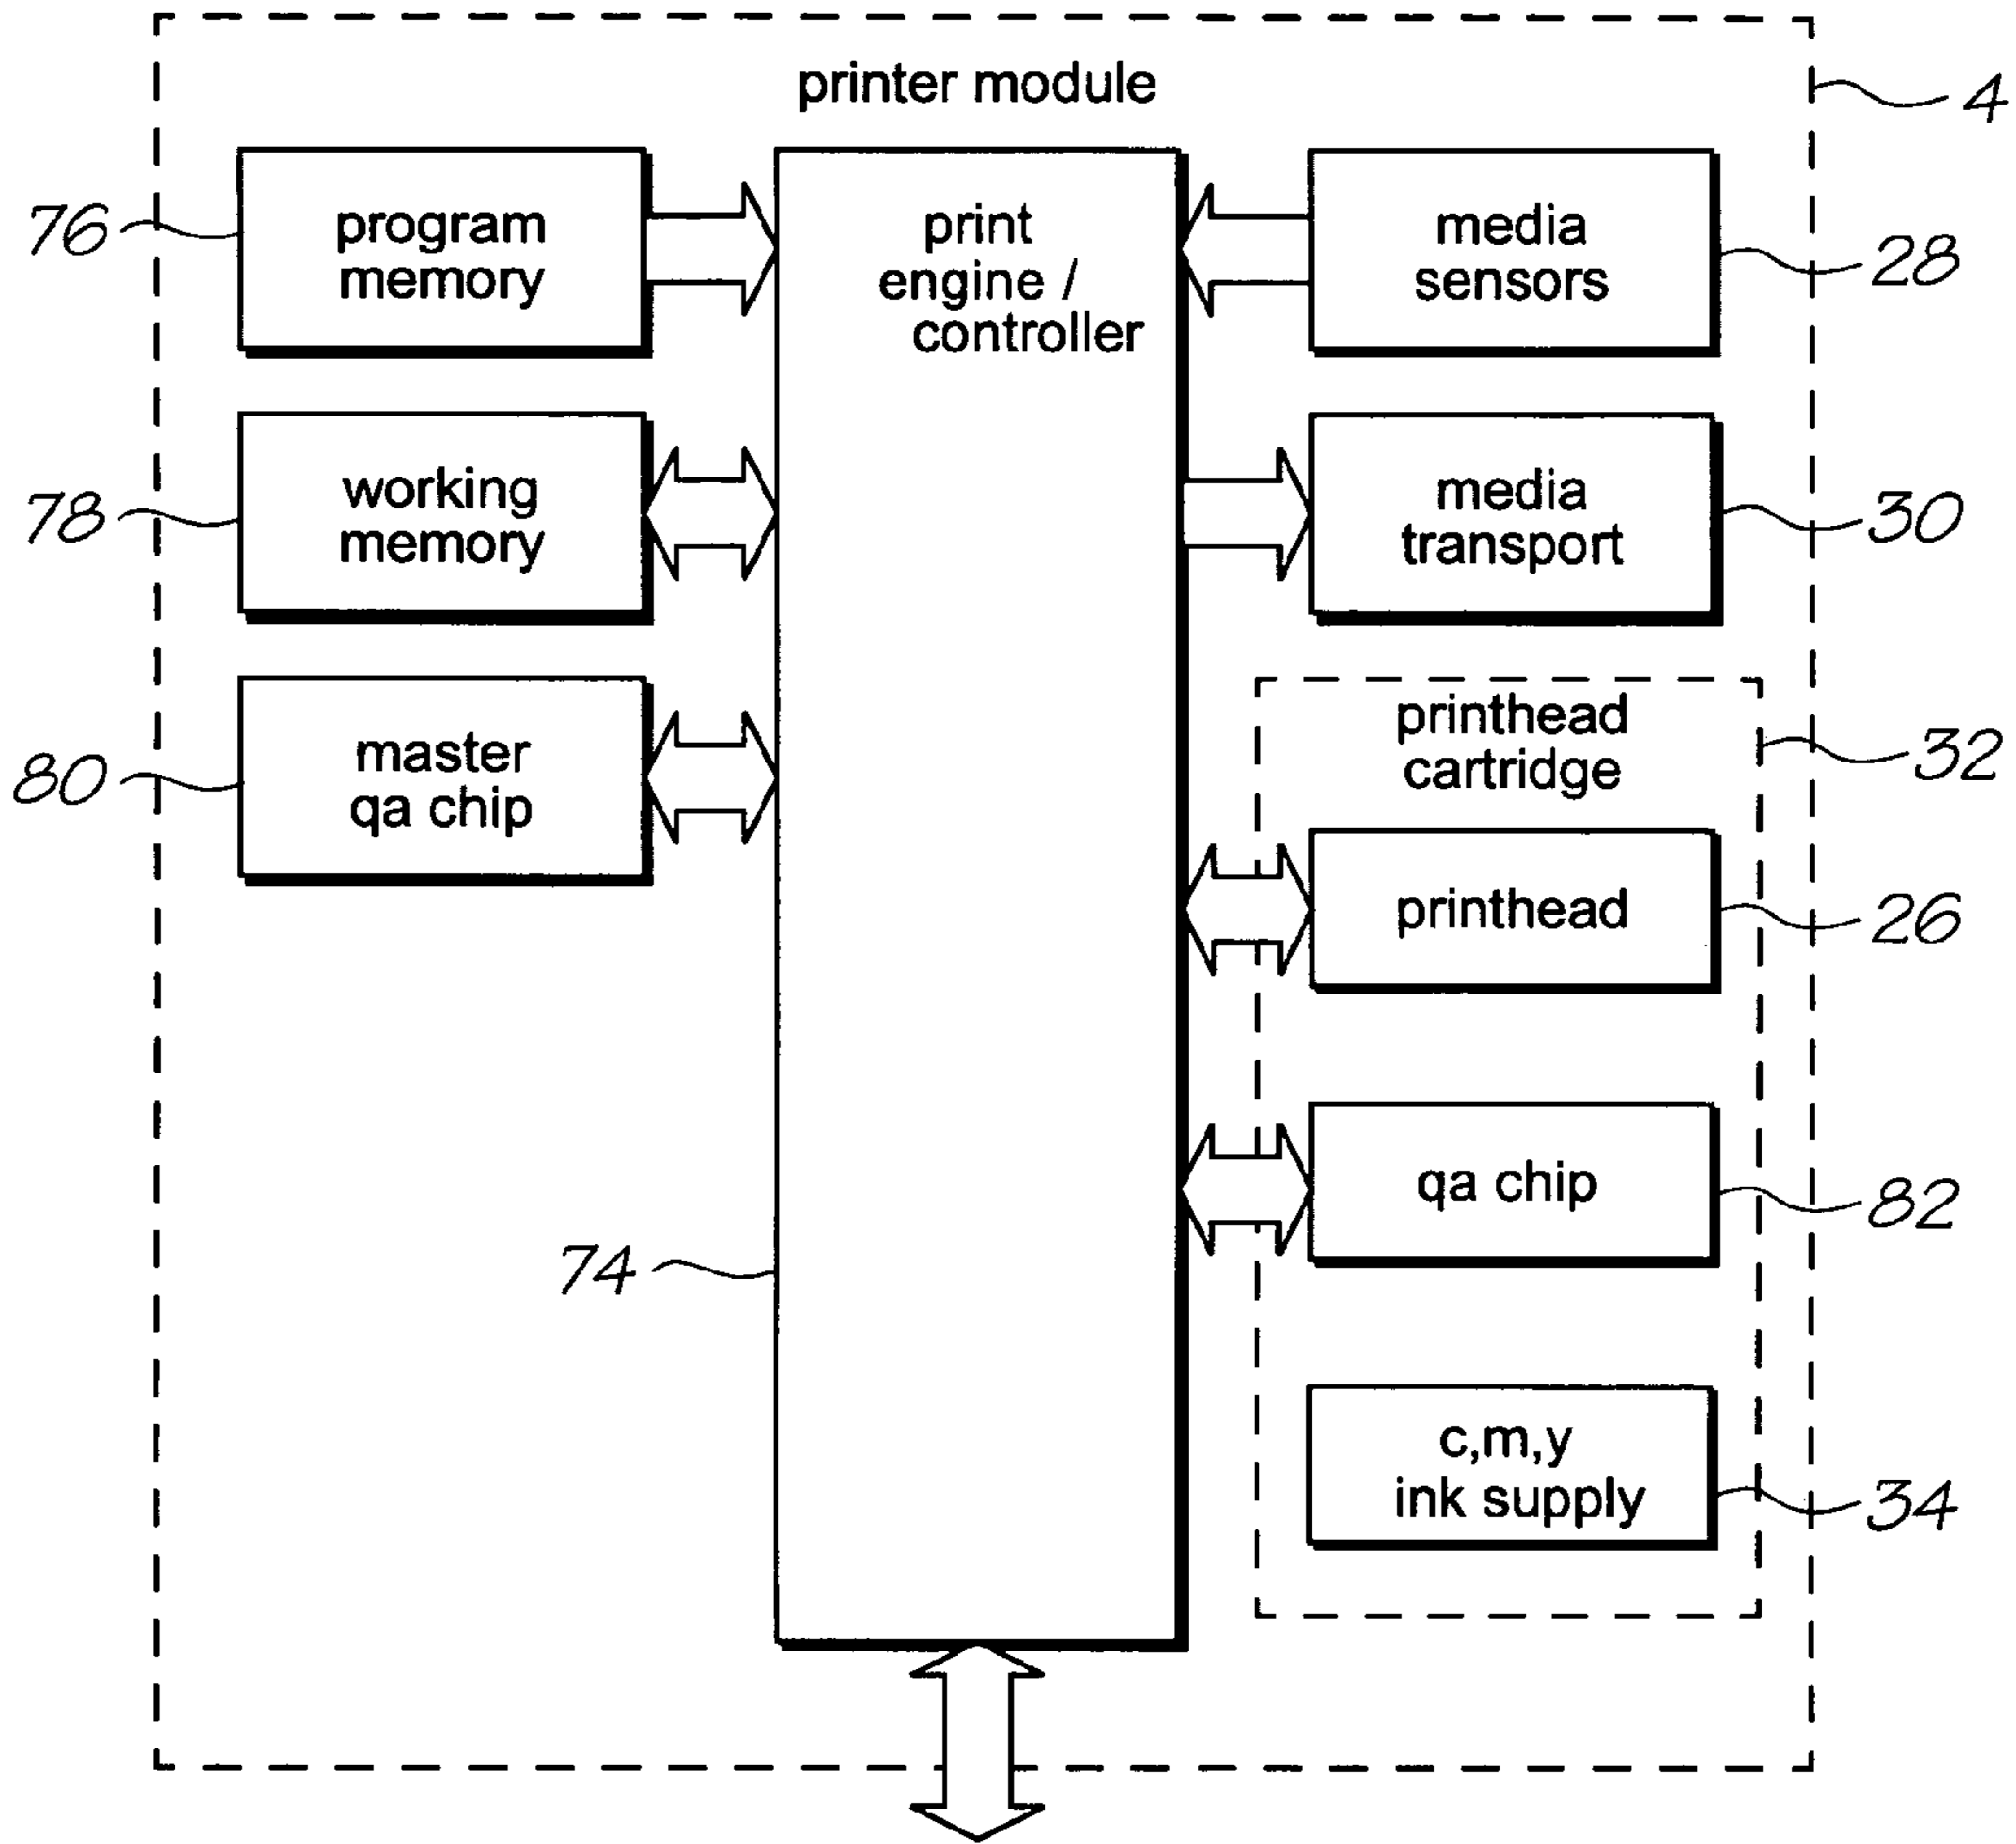 printer module
4
76
program
memory
print
engine /
controller
media
sensors
28
78
working
memory
media
transport
30
80
master
qa chip
printhead
cartridge
32
printhead
26
74
qa chip
82
c,m,y
ink supply
34